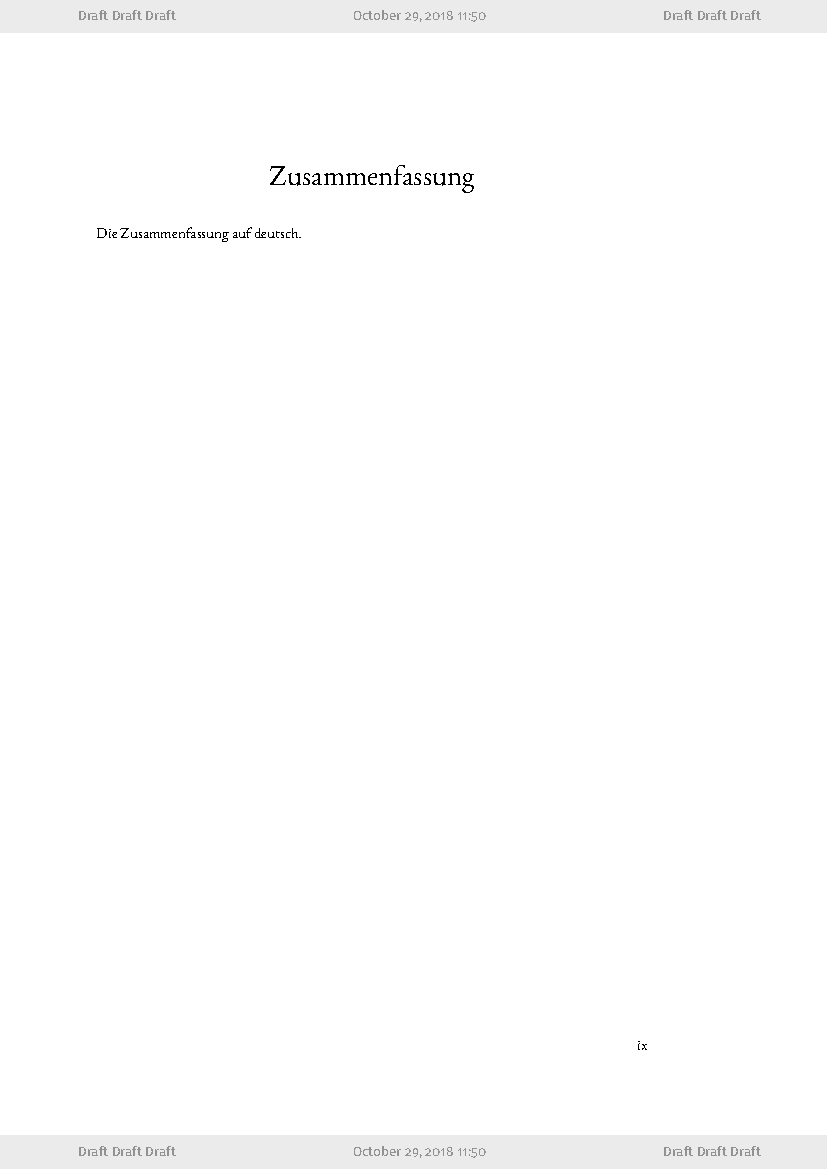 Draft Draft Draft October 29, 2018 11:50 Draft Draft Draft
Zusammenfassung
Die Zusammenfassung auf deutsch.
ix
Draft Draft Draft October 29, 2018 11:50 Draft Draft Draft